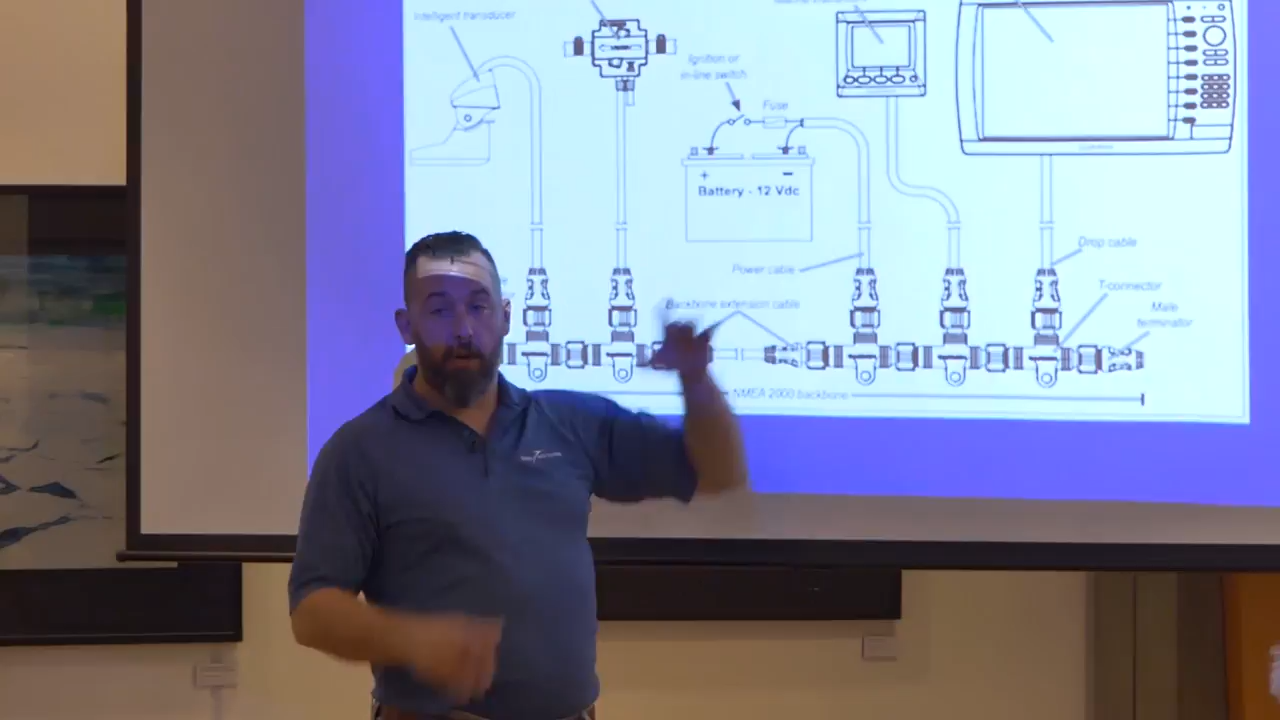 Intelligent transducer
Ignition or
in-line switch
Fuse
+ −
Battery - 12 Vdc
Power cable
Drop cable
T-connector
Backbone extension cable
Male
terminator
NMEA 2000 backbone